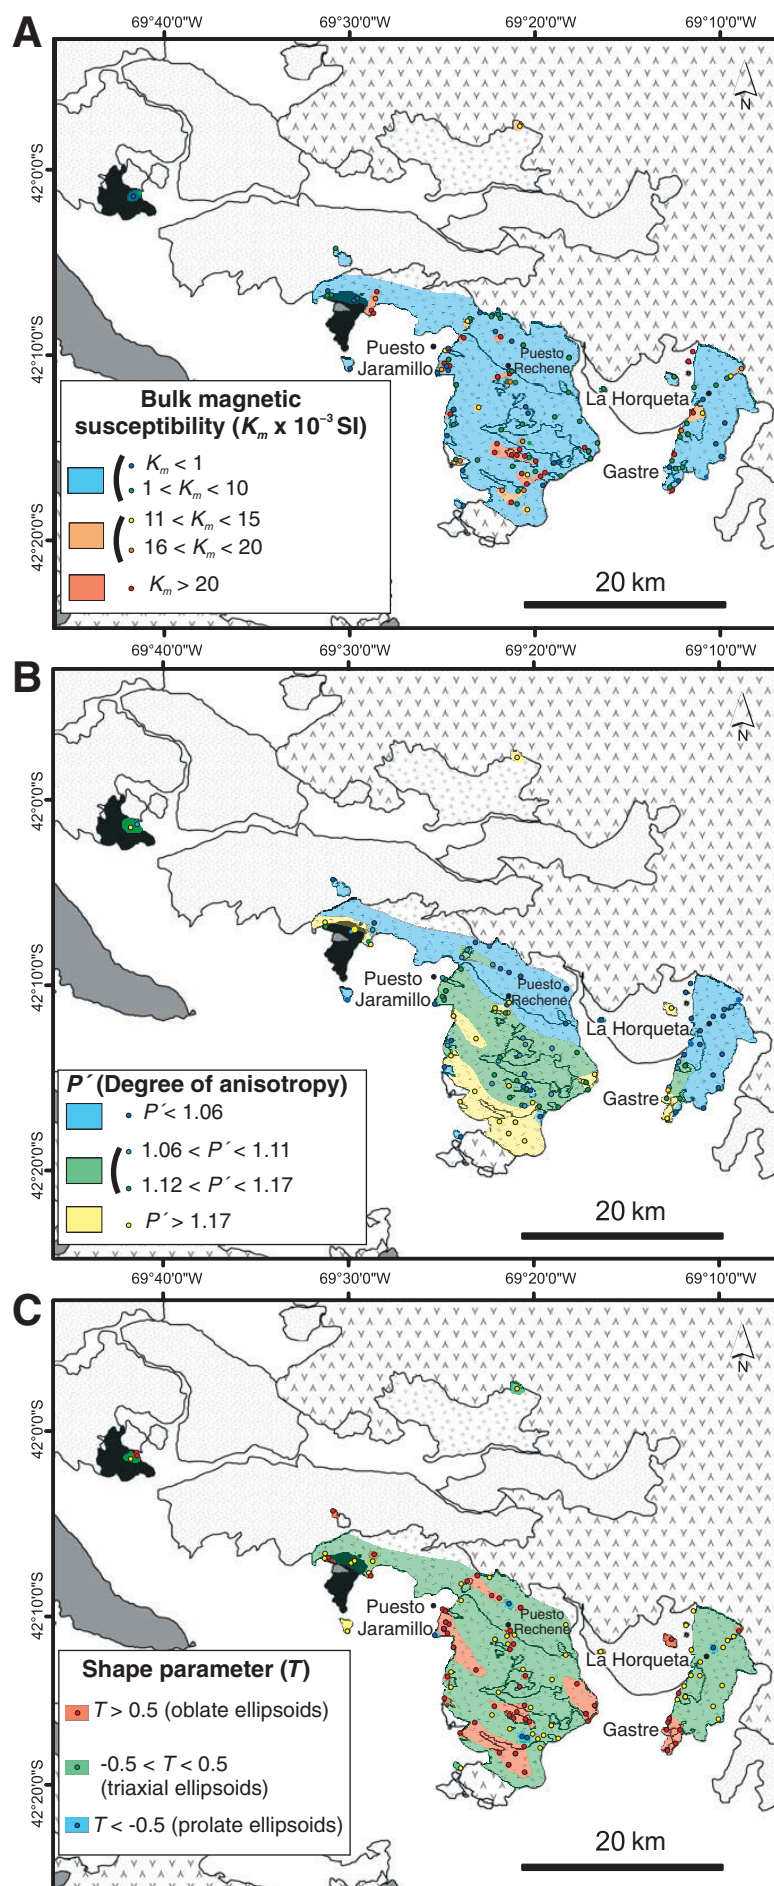 A
69°40'0"W 69°30'0"W 69°20'0"W 69°10'0"W
N
42°0'0"S
42°10'0"S
42°20'0"S
Puesto
Jaramillo
Puesto
Rechene
La Horqueta
Gastre
Bulk magnetic
susceptibility (Km x 10⁻³ SI)
Km < 1
1 < Km < 10
11 < Km < 15
16 < Km < 20
Km > 20
20 km
69°40'0"W 69°30'0"W 69°20'0"W 69°10'0"W
B
N
42°0'0"S
42°10'0"S
42°20'0"S
Puesto
Jaramillo
Puesto
Rechene
La Horqueta
Gastre
P´ (Degree of anisotropy)
P´< 1.06
1.06 < P´ < 1.11
1.12 < P´ < 1.17
P´ > 1.17
20 km
69°40'0"W 69°30'0"W 69°20'0"W 69°10'0"W
C
N
42°0'0"S
42°10'0"S
42°20'0"S
Puesto
Jaramillo
Puesto
Rechene
La Horqueta
Gastre
Shape parameter (T)
T > 0.5 (oblate ellipsoids)
-0.5 < T < 0.5
(triaxial ellipsoids)
T < -0.5 (prolate ellipsoids)
20 km